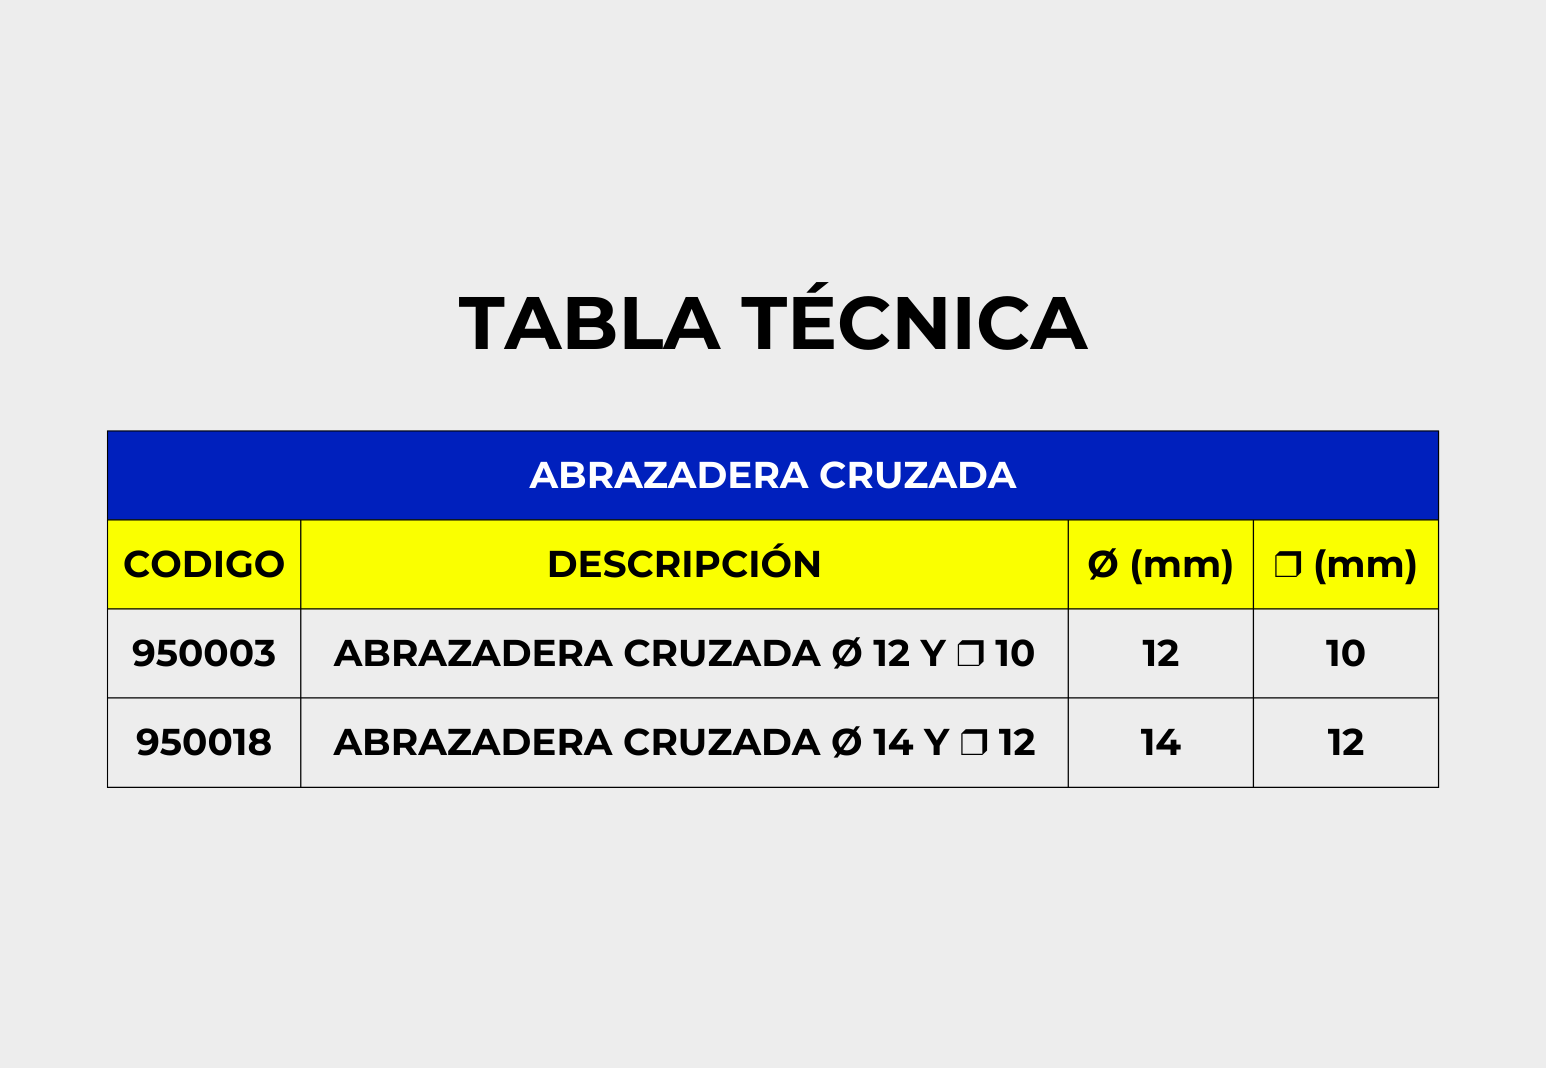 TABLA TÉCNICA
ABRAZADERA CRUZADA
CODIGO DESCRIPCIÓN Ø (mm) ❒ (mm)
950003 ABRAZADERA CRUZADA Ø 12 Y ❒ 10 12 10
950018 ABRAZADERA CRUZADA Ø 14 Y ❒ 12 14 12